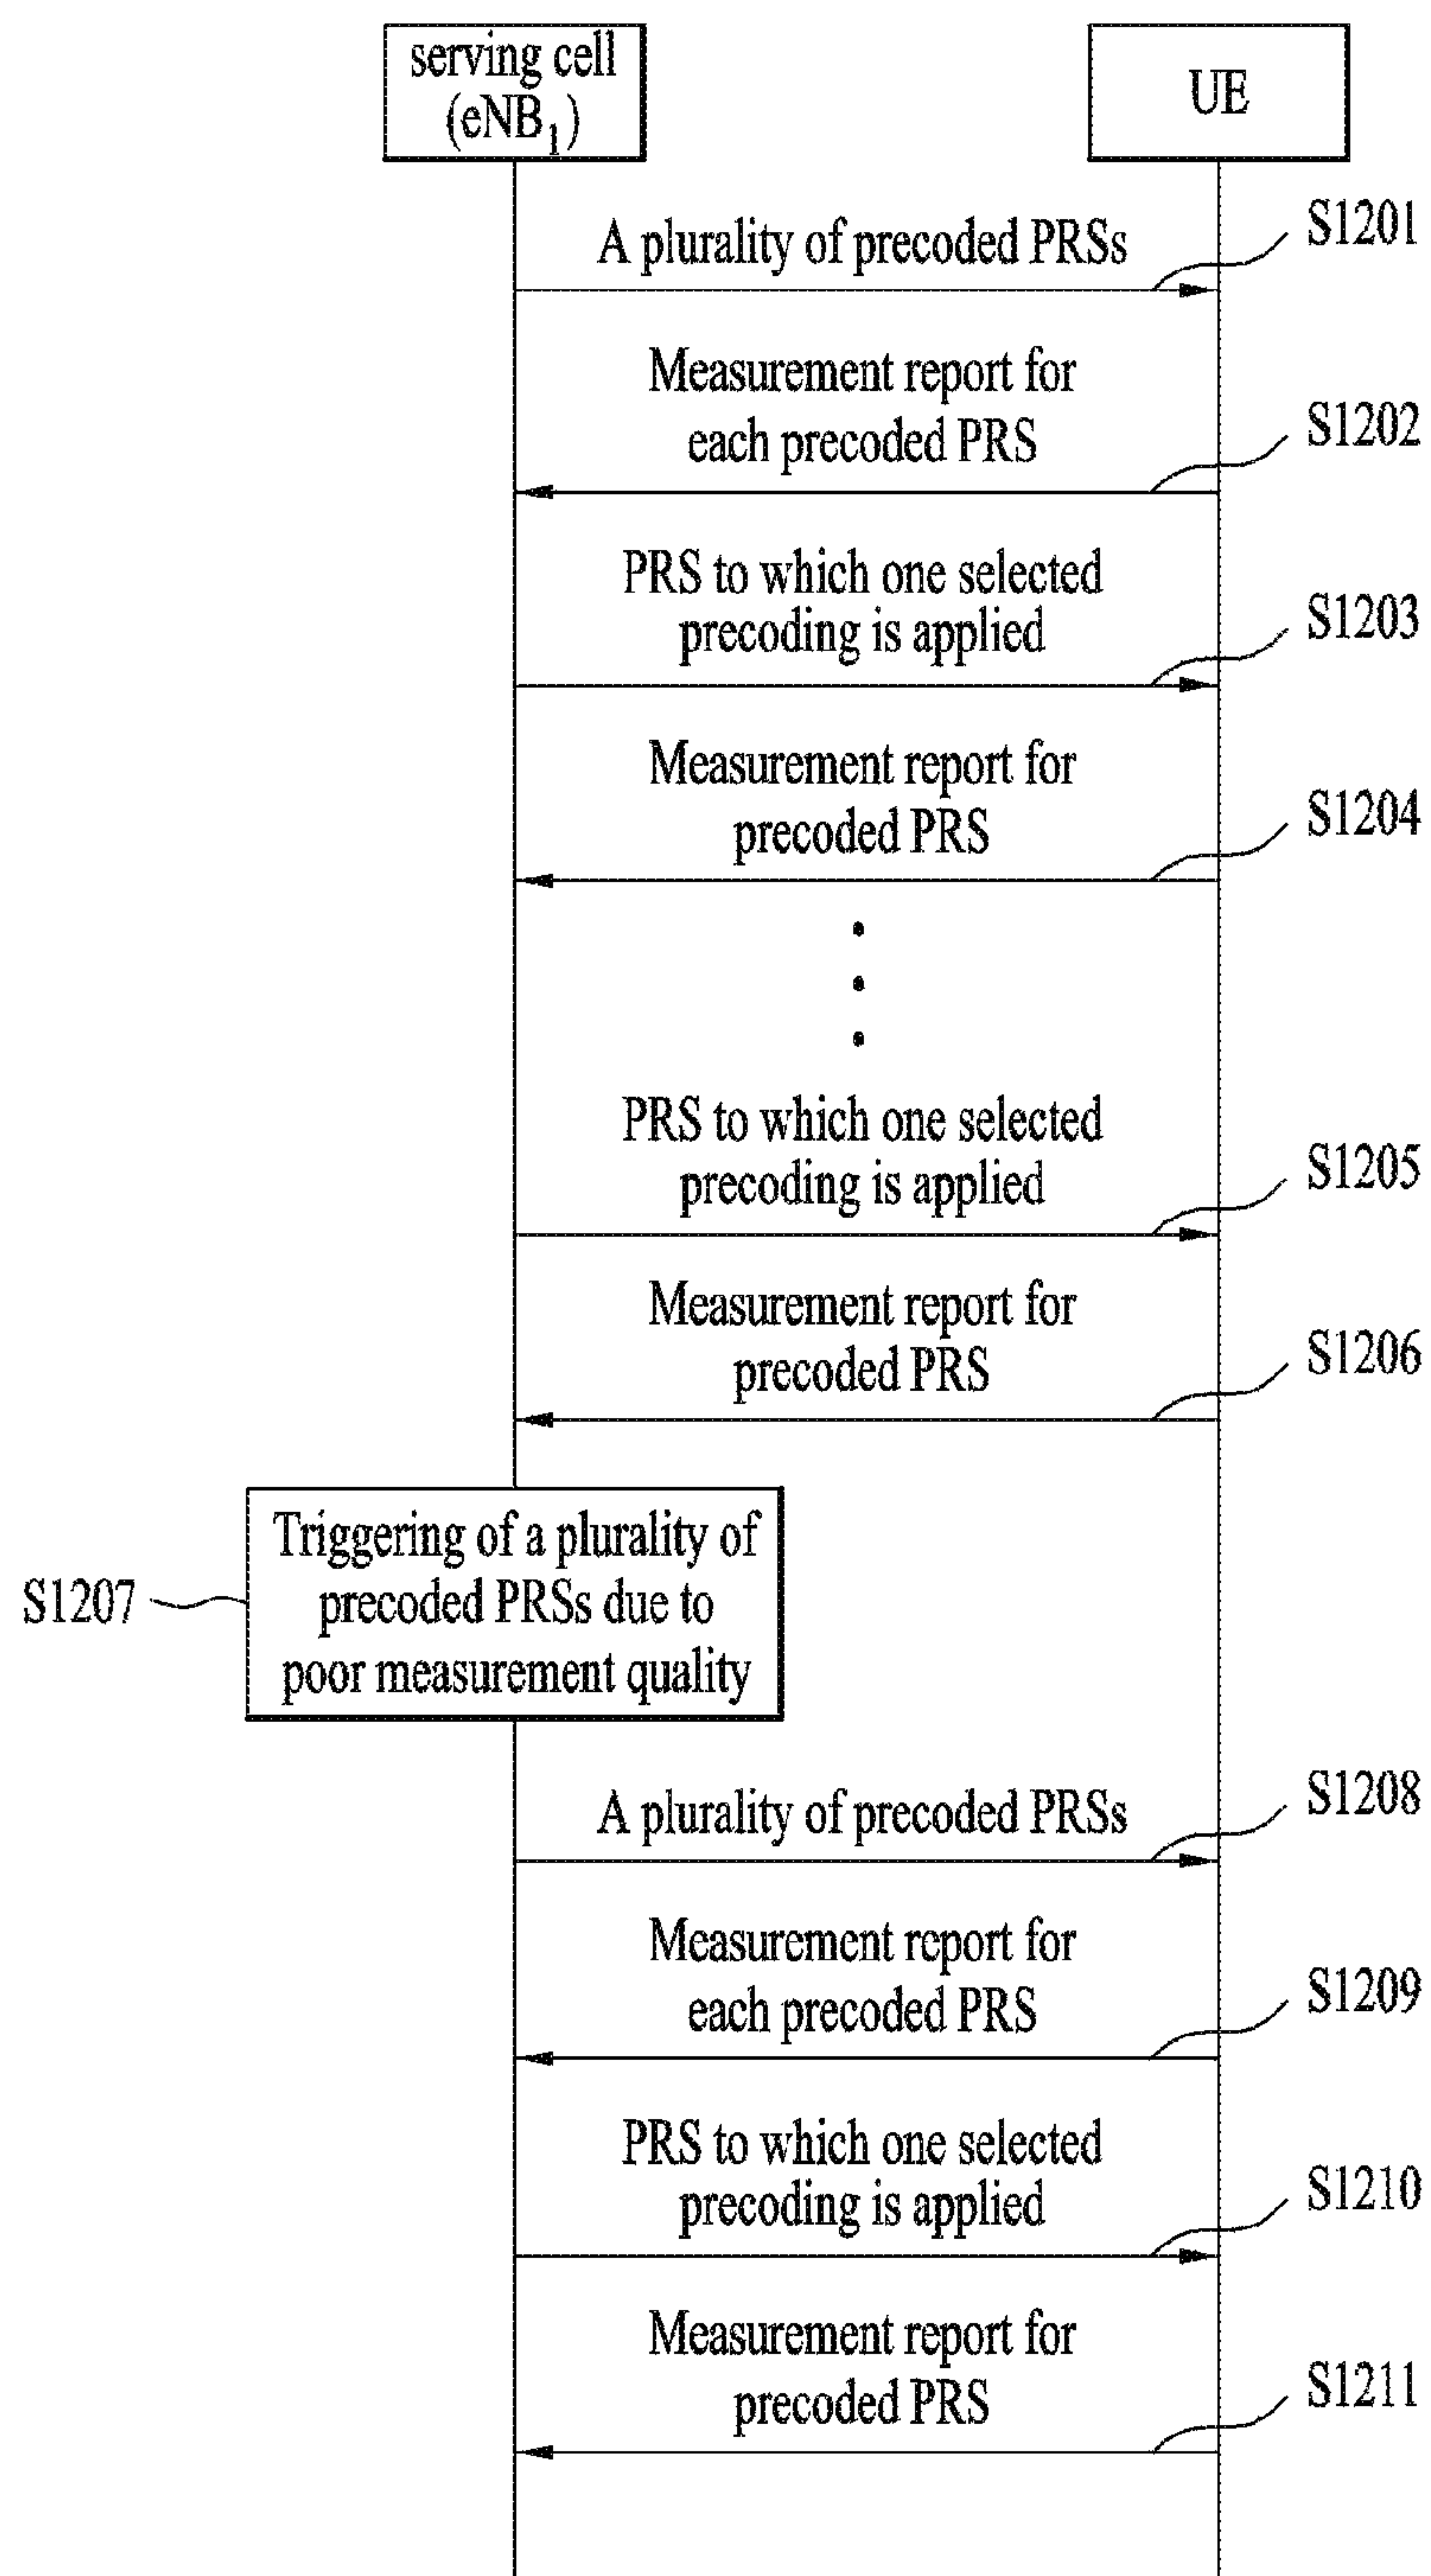 serving cell
(eNB1)
UE
A plurality of precoded PRSs
S1201
Measurement report for
each precoded PRS
S1202
PRS to which one selected
precoding is applied
S1203
Measurement report for
precoded PRS
S1204
PRS to which one selected
precoding is applied
S1205
Measurement report for
precoded PRS
S1206
Triggering of a plurality of
precoded PRSs due to
poor measurement quality
S1207
A plurality of precoded PRSs
S1208
Measurement report for
each precoded PRS
S1209
PRS to which one selected
precoding is applied
S1210
Measurement report for
precoded PRS
S1211